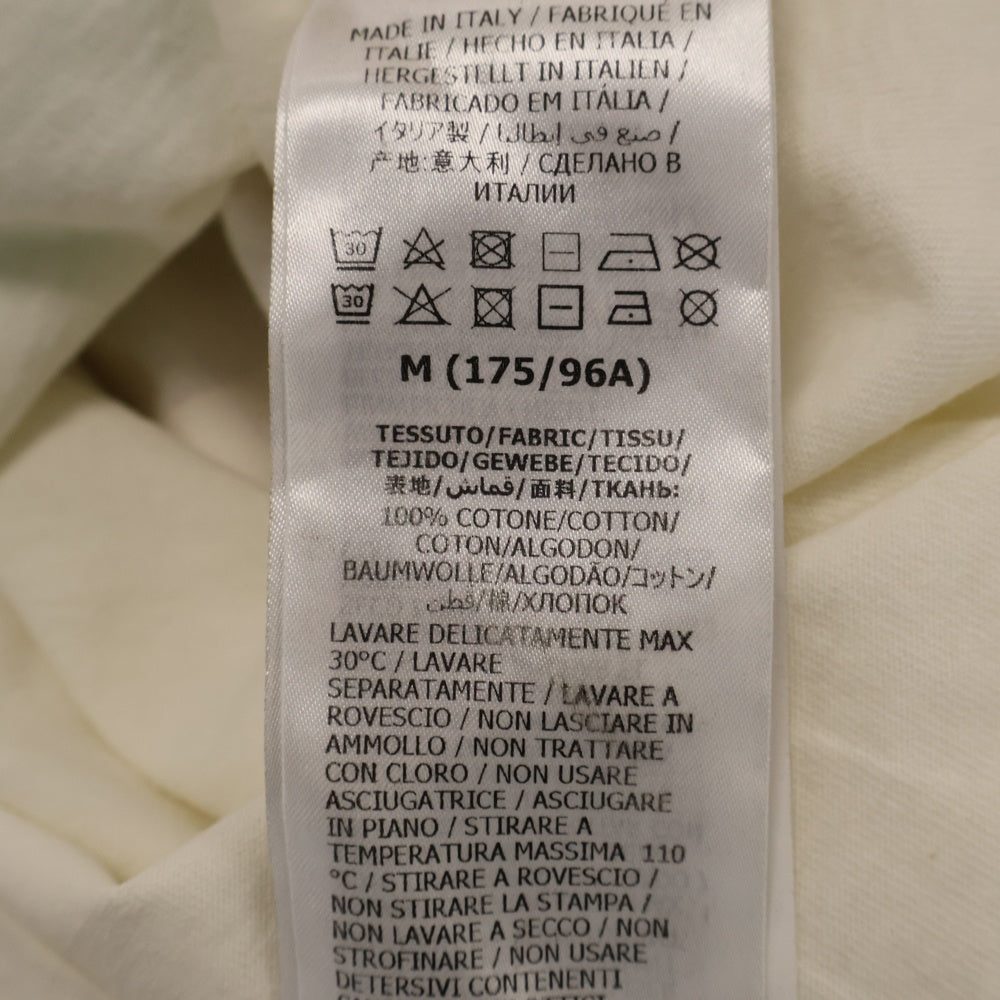 MADE IN ITALY / FABRIQUÉ EN
ITALIE / HECHO EN ITALIA /
HERGESTELLT IN ITALIEN /
FABRICADO EM ITÁLIA /
イタリア製 / صنع في إيطاليا /
产地:意大利 / СДЕЛАНО В
ИТАЛИИ
30
30
M (175/96A)
TESSUTO/FABRIC/TISSU/
TEJIDO/GEWEBE/TECIDO/
表地/قماش/面料/ТКАНЬ:
100% COTONE/COTTON/
COTON/ALGODON/
BAUMWOLLE/ALGODÃO/コットン/
قطن/棉/ХЛОПОК
LAVARE DELICATAMENTE MAX
30°C / LAVARE
SEPARATAMENTE / LAVARE A
ROVESCIO / NON LASCIARE IN
AMMOLLO / NON TRATTARE
CON CLORO / NON USARE
ASCIUGATRICE / ASCIUGARE
IN PIANO / STIRARE A
TEMPERATURA MASSIMA 110
°C / STIRARE A ROVESCIO /
NON STIRARE LA STAMPA /
NON LAVARE A SECCO / NON
STROFINARE / NON USARE
DETERSIVI CONTENENTI